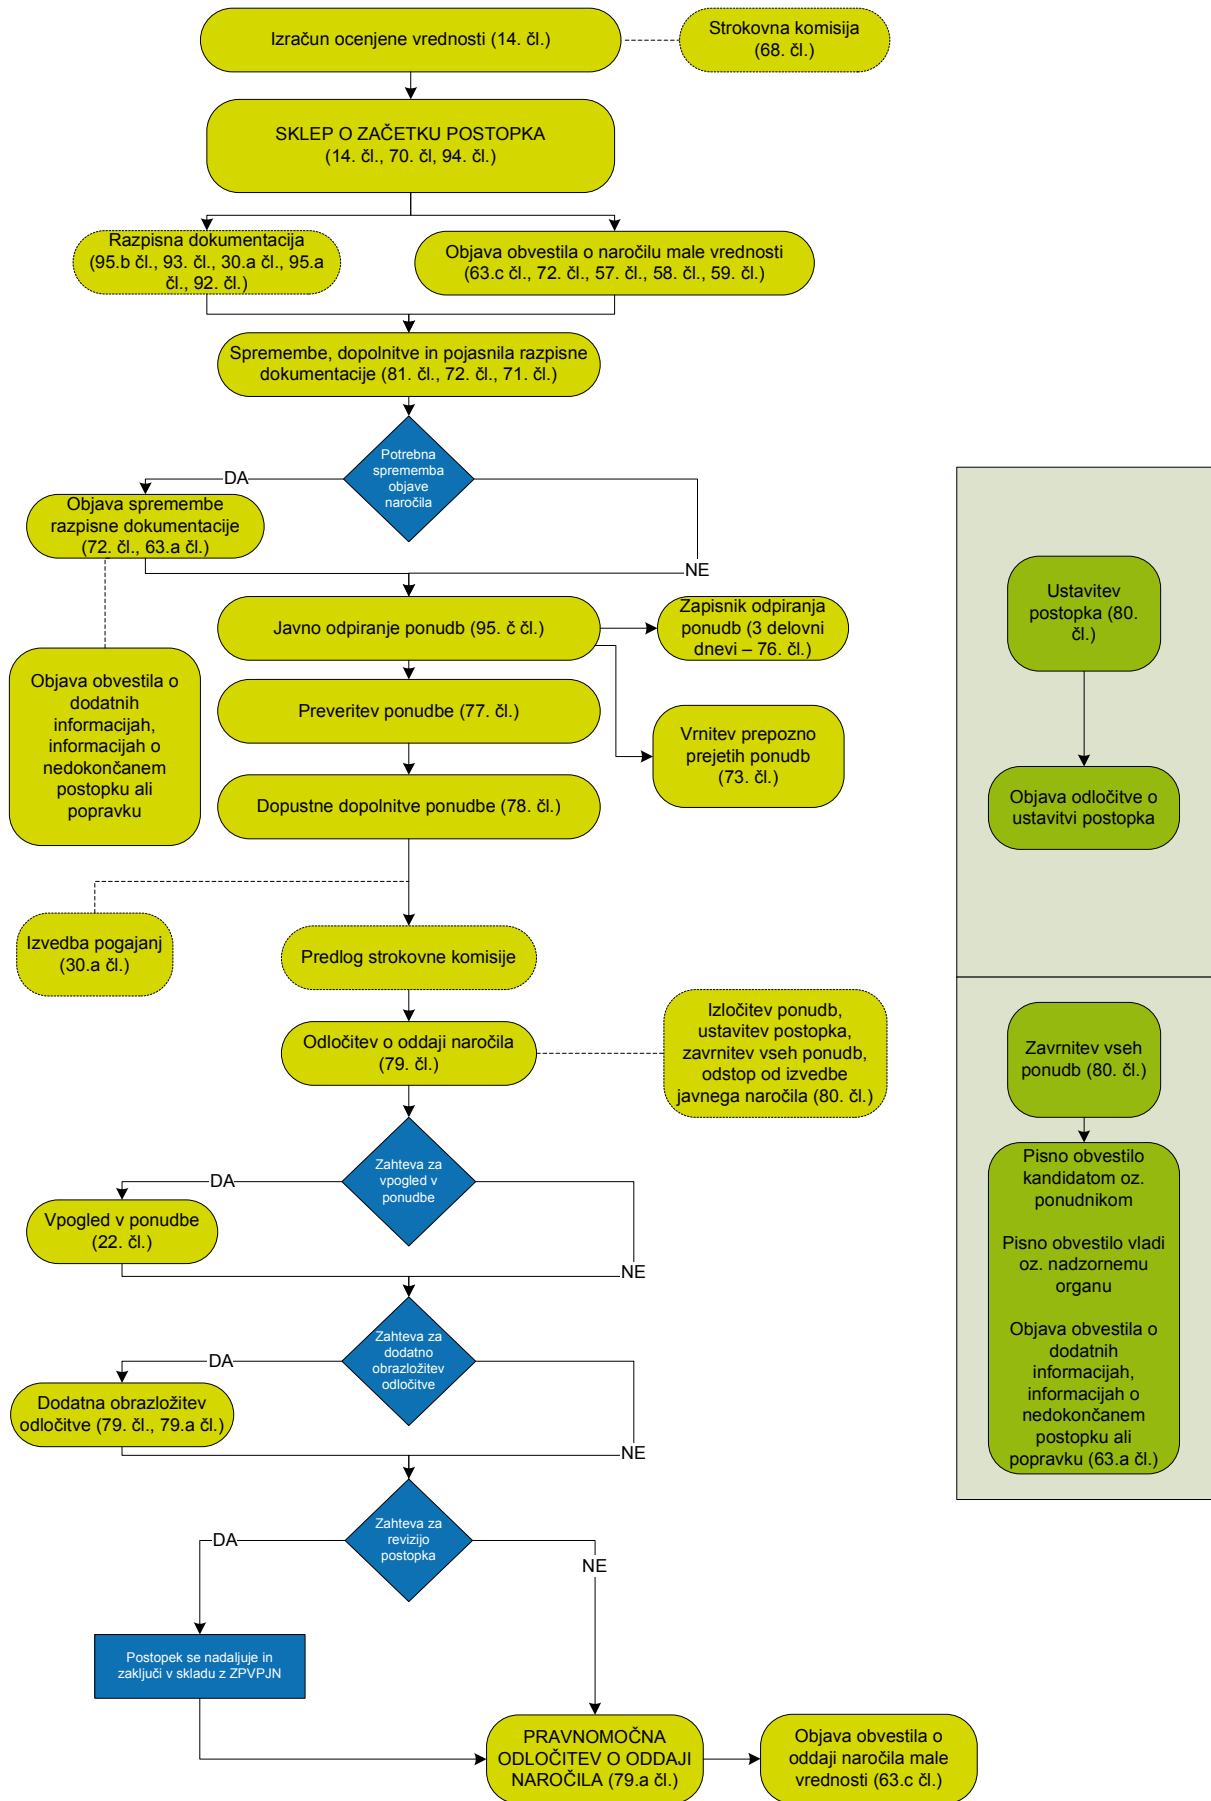 Izračun ocenjene vrednosti (14. čl.)
Strokovna komisija
(68. čl.)
SKLEP O ZAČETKU POSTOPKA
(14. čl., 70. čl, 94. čl.)
Razpisna dokumentacija
(95.b čl., 93. čl., 30.a čl., 95.a
čl., 92. čl.)
Objava obvestila o naročilu male vrednosti
(63.c čl., 72. čl., 57. čl., 58. čl., 59. čl.)
Spremembe, dopolnitve in pojasnila razpisne
dokumentacije (81. čl., 72. čl., 71. čl.)
Potrebna
sprememba
objave
naročila
DA
NE
Objava spremembe
razpisne dokumentacije
(72. čl., 63.a čl.)
Javno odpiranje ponudb (95. č čl.)
Zapisnik odpiranja
ponudb (3 delovni
dnevi – 76. čl.)
Objava obvestila o
dodatnih
informacijah,
informacijah o
nedokončanem
postopku ali
popravku
Preveritev ponudbe (77. čl.)
Vrnitev prepozno
prejetih ponudb
(73. čl.)
Dopustne dopolnitve ponudbe (78. čl.)
Izvedba pogajanj
(30.a čl.)
Predlog strokovne komisije
Odločitev o oddaji naročila
(79. čl.)
Izločitev ponudb,
ustavitev postopka,
zavrnitev vseh ponudb,
odstop od izvedbe
javnega naročila (80. čl.)
Zahteva za
vpogled v
ponudbe
DA
NE
Vpogled v ponudbe
(22. čl.)
Zahteva za
dodatno
obrazložitev
odločitve
DA
NE
Dodatna obrazložitev
odločitve (79. čl., 79.a čl.)
Zahteva za
revizijo
postopka
DA
NE
Postopek se nadaljuje in
zaključi v skladu z ZPVPJN
PRAVNOMOČNA
ODLOČITEV O ODDAJI
NAROČILA (79.a čl.)
Objava obvestila o
oddaji naročila male
vrednosti (63.c čl.)
Ustavitev
postopka (80.
čl.)
Objava odločitve o
ustavitvi postopka
Zavrnitev vseh
ponudb (80. čl.)
Pisno obvestilo
kandidatom oz.
ponudnikom
Pisno obvestilo vladi
oz. nadzornemu
organu
Objava obvestila o
dodatnih
informacijah,
informacijah o
nedokončanem
postopku ali
popravku (63.a čl.)